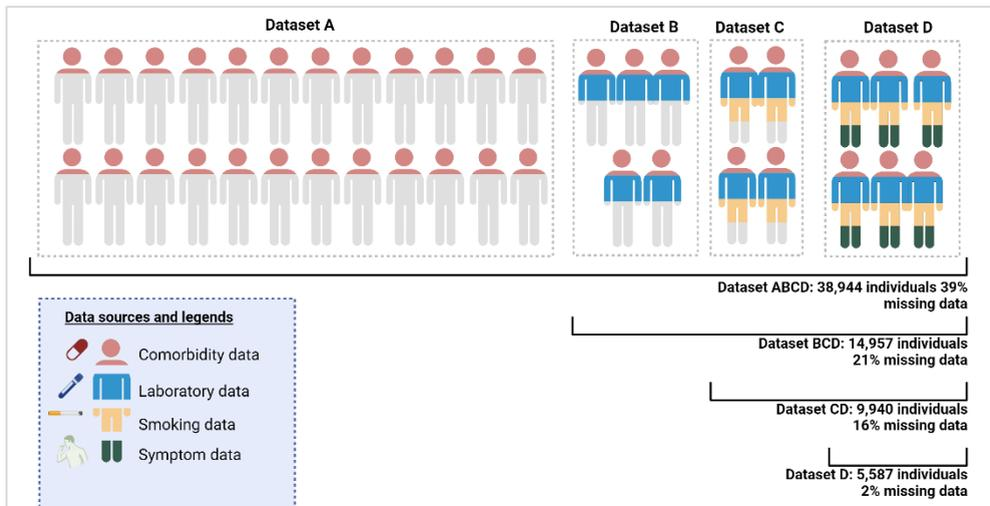 Dataset A
Dataset B
Dataset C
Dataset D
Dataset ABCD: 38,944 individuals 39%
missing data
Dataset BCD: 14,957 individuals
21% missing data
Dataset CD: 9,940 individuals
16% missing data
Dataset D: 5,587 individuals
2% missing data
Data sources and legends
Comorbidity data
Laboratory data
Smoking data
Symptom data